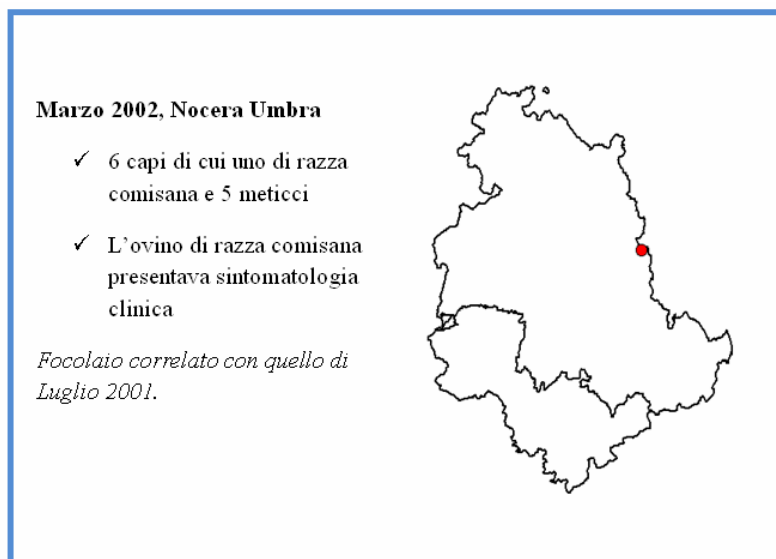 Marzo 2002, Nocera Umbra
✓ 6 capi di cui uno di razza
comisana e 5 meticci
✓ L'ovino di razza comisana
presentava sintomatologia
clinica
Focolaio correlato con quello di
Luglio 2001.